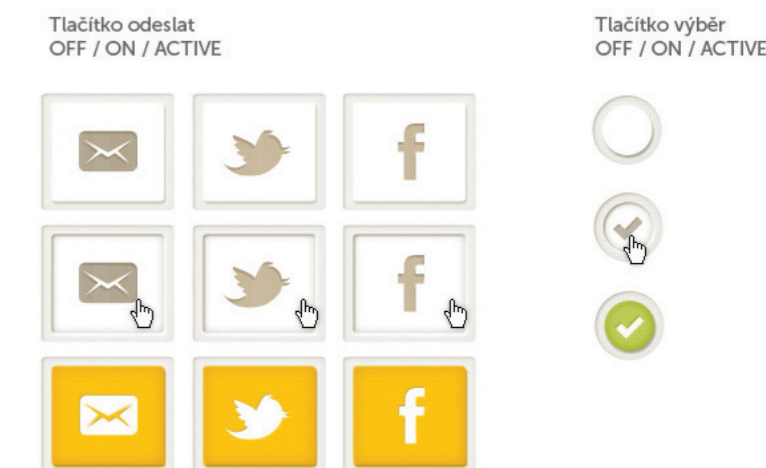 Tlačítko odeslat
OFF / ON / ACTIVE
Tlačítko výběr
OFF / ON / ACTIVE